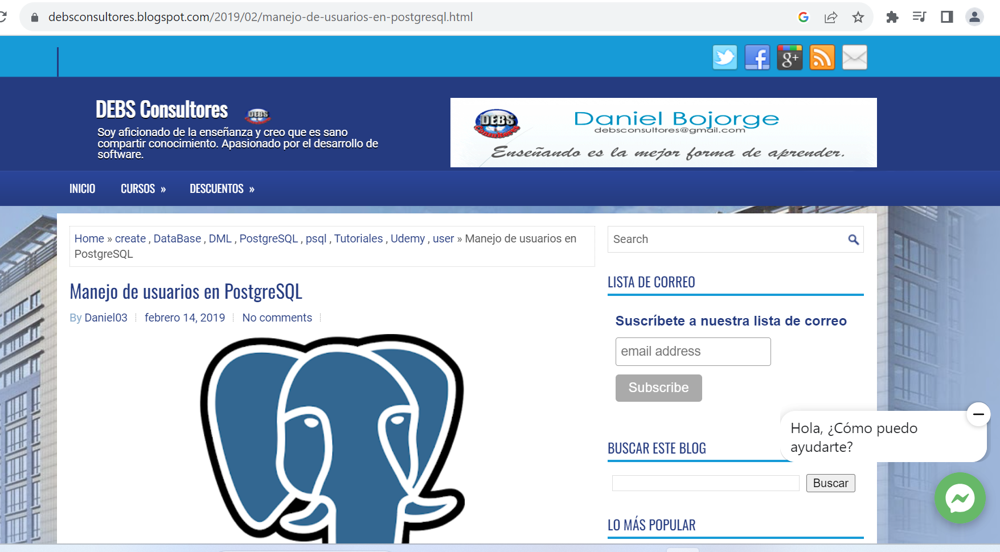 debsconsultores.blogspot.com/2019/02/manejo-de-usuarios-en-postgresql.html
g+
DEBS Consultores
DEBS
Soy aficionado de la enseñanza y creo que es sano
compartir conocimiento. Apasionado por el desarrollo de
software.
DEBS
Consultores
Daniel Bojorge
debsconsultores@gmail.com
Enseñando es la mejor forma de aprender.
INICIO
CURSOS »
DESCUENTOS »
Home » create , DataBase , DML , PostgreSQL , psql , Tutoriales , Udemy , user » Manejo de usuarios en
PostgreSQL
Manejo de usuarios en PostgreSQL
By Daniel03
febrero 14, 2019
No comments
Search
LISTA DE CORREO
Suscríbete a nuestra lista de correo
email address
Subscribe
BUSCAR ESTE BLOG
Buscar
LO MÁS POPULAR
Hola, ¿Cómo puedo
ayudarte?